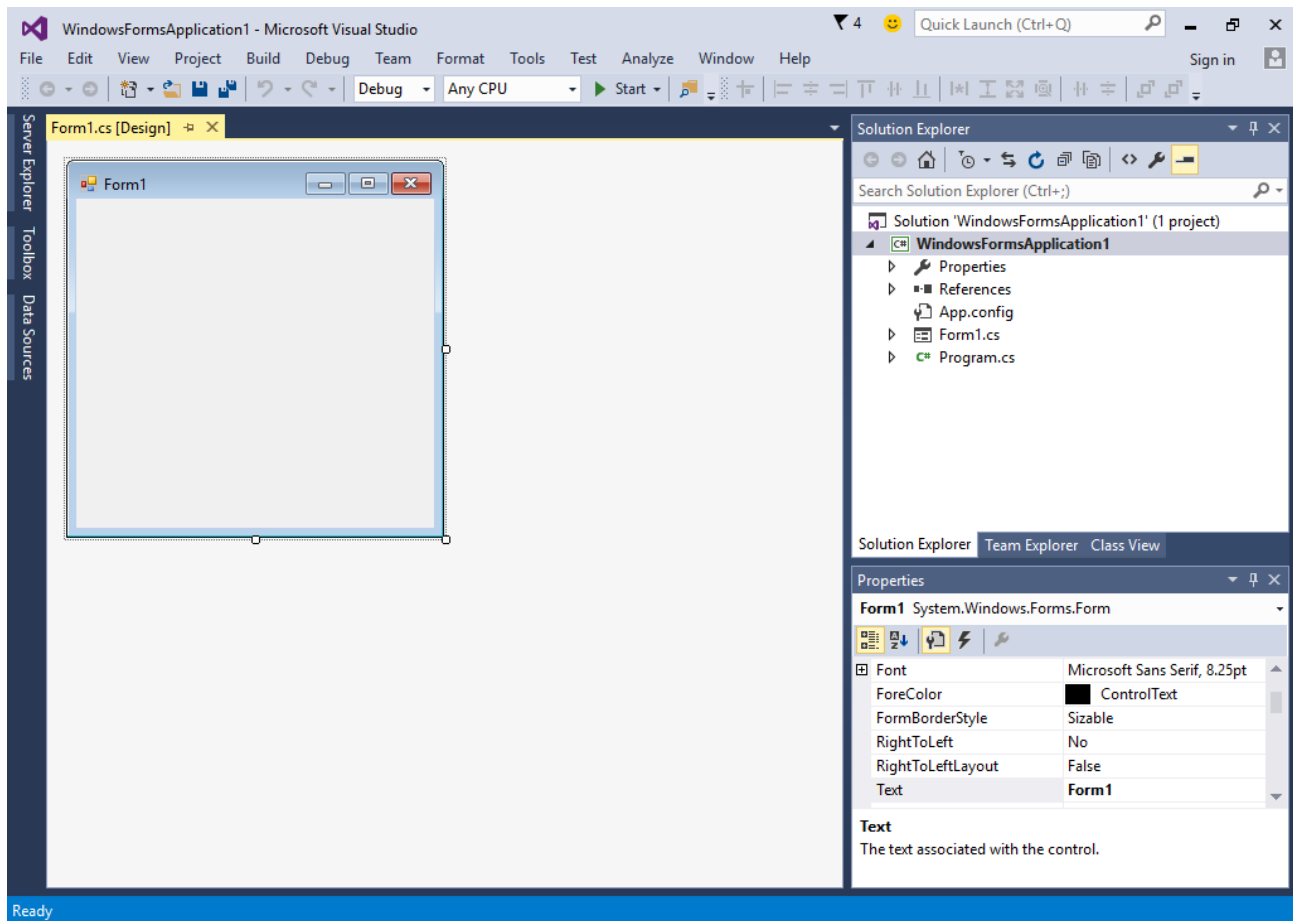 WindowsFormsApplication1 - Microsoft Visual Studio
4
Quick Launch (Ctrl+Q)
File Edit View Project Build Debug Team Format Tools Test Analyze Window Help
Sign in
Debug
Any CPU
Start
Server Explorer
Toolbox
Data Sources
Form1.cs [Design]
Form1
Solution Explorer
Search Solution Explorer (Ctrl+;)
Solution 'WindowsFormsApplication1' (1 project)
C# WindowsFormsApplication1
Properties
References
App.config
Form1.cs
C# Program.cs
Solution Explorer Team Explorer Class View
Properties
Form1 System.Windows.Forms.Form
Font Microsoft Sans Serif, 8.25pt
ForeColor ControlText
FormBorderStyle Sizable
RightToLeft No
RightToLeftLayout False
Text Form1
Text
The text associated with the control.
Ready